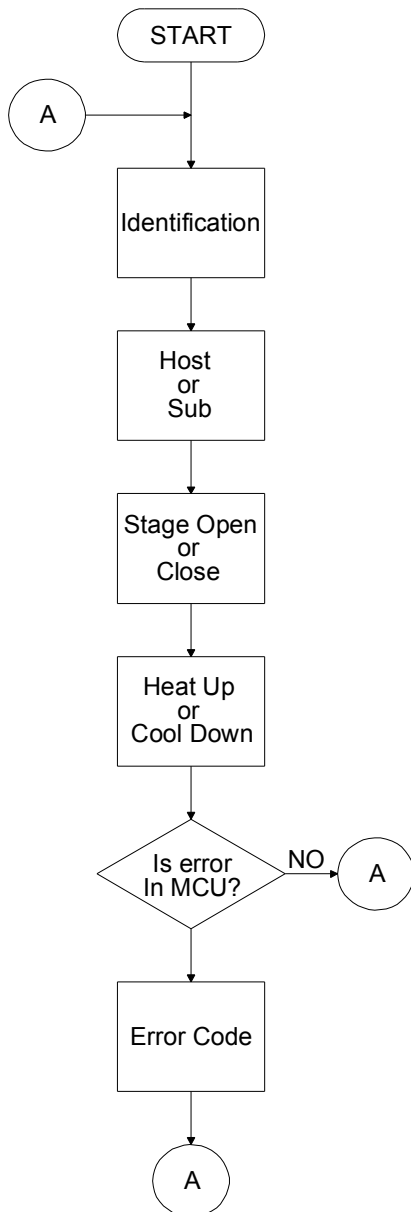 START
A
Identification
Host
or
Sub
Stage Open
or
Close
Heat Up
or
Cool Down
Is error
In MCU?
NO
A
Error Code
A